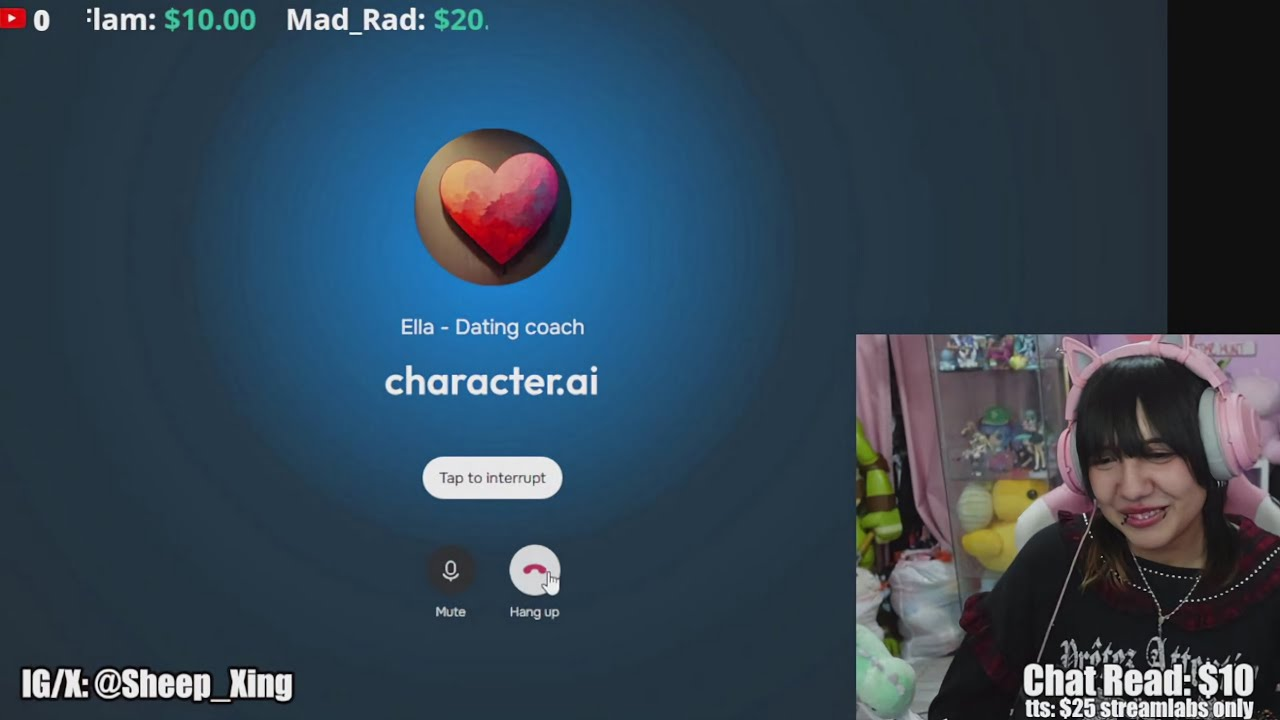 0 Flam: $10.00 Mad_Rad: $20.
Ella - Dating coach
character.ai
Tap to interrupt
Mute Hang up
IG/X: @Sheep_Xing
Chat Read: $10
tts: $25 streamlabs only